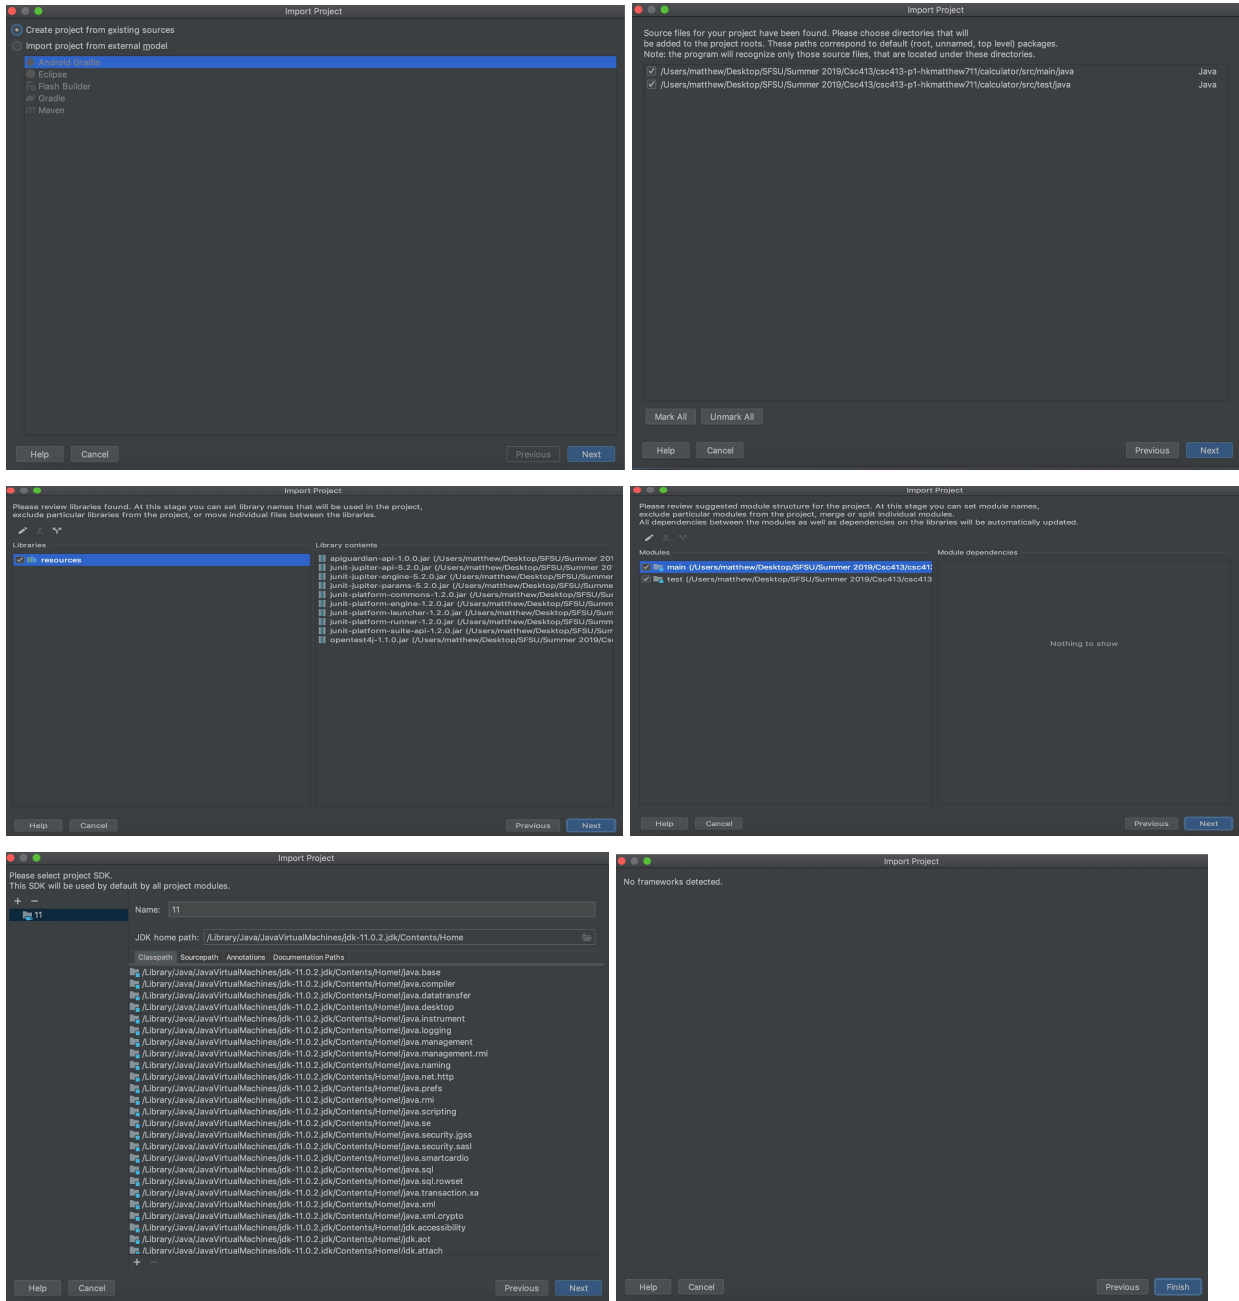 Import Project
Create project from existing sources
Import project from external model
Android Gradle
Eclipse
Flash Builder
Gradle
Maven
Help Cancel Previous Next
Import Project
Source files for your project have been found. Please choose directories that will
be added to the project roots. These paths correspond to default (root, unnamed, top level) packages.
Note: the program will recognize only those source files, that are located under these directories.
/Users/matthew/Desktop/SFSU/Summer 2019/Csc413/csc413-p1-hkmatthew711/calculator/src/main/java Java
/Users/matthew/Desktop/SFSU/Summer 2019/Csc413/csc413-p1-hkmatthew711/calculator/src/test/java Java
Mark All Unmark All
Help Cancel Previous Next
Import Project
Please review libraries found. At this stage you can set library names that will be used in the project,
exclude particular libraries from the project, or move individual files between the libraries.
Libraries
resources
Library contents
apiguardian-api-1.0.0.jar (/Users/matthew/Desktop/SFSU/Summer 201
junit-jupiter-api-5.2.0.jar (/Users/matthew/Desktop/SFSU/Summer 20
junit-jupiter-engine-5.2.0.jar (/Users/matthew/Desktop/SFSU/Summer
junit-jupiter-params-5.2.0.jar (/Users/matthew/Desktop/SFSU/Summe
junit-platform-commons-1.2.0.jar (/Users/matthew/Desktop/SFSU/Su
junit-platform-engine-1.2.0.jar (/Users/matthew/Desktop/SFSU/Summ
junit-platform-launcher-1.2.0.jar (/Users/matthew/Desktop/SFSU/Sum
junit-platform-runner-1.2.0.jar (/Users/matthew/Desktop/SFSU/Summ
junit-platform-suite-api-1.2.0.jar (/Users/matthew/Desktop/SFSU/Sum
opentest4j-1.1.0.jar (/Users/matthew/Desktop/SFSU/Summer 2019/Cs
Help Cancel Previous Next
Import Project
Please review suggested module structure for the project. At this stage you can set module names,
exclude particular modules from the project, merge or split individual modules.
All dependencies between the modules as well as dependencies on the libraries will be automatically updated.
Modules
main (/Users/matthew/Desktop/SFSU/Summer 2019/Csc413/csc413
test (/Users/matthew/Desktop/SFSU/Summer 2019/Csc413/csc413
Module dependencies
Nothing to show
Help Cancel Previous Next
Import Project
Please select project SDK.
This SDK will be used by default by all project modules.
11
Name: 11
JDK home path: /Library/Java/JavaVirtualMachines/jdk-11.0.2.jdk/Contents/Home
Classpath Sourcepath Annotations Documentation Paths
/Library/Java/JavaVirtualMachines/jdk-11.0.2.jdk/Contents/Home!/java.base
/Library/Java/JavaVirtualMachines/jdk-11.0.2.jdk/Contents/Home!/java.compiler
/Library/Java/JavaVirtualMachines/jdk-11.0.2.jdk/Contents/Home!/java.datatransfer
/Library/Java/JavaVirtualMachines/jdk-11.0.2.jdk/Contents/Home!/java.desktop
/Library/Java/JavaVirtualMachines/jdk-11.0.2.jdk/Contents/Home!/java.instrument
/Library/Java/JavaVirtualMachines/jdk-11.0.2.jdk/Contents/Home!/java.logging
/Library/Java/JavaVirtualMachines/jdk-11.0.2.jdk/Contents/Home!/java.management
/Library/Java/JavaVirtualMachines/jdk-11.0.2.jdk/Contents/Home!/java.management.rmi
/Library/Java/JavaVirtualMachines/jdk-11.0.2.jdk/Contents/Home!/java.naming
/Library/Java/JavaVirtualMachines/jdk-11.0.2.jdk/Contents/Home!/java.net.http
/Library/Java/JavaVirtualMachines/jdk-11.0.2.jdk/Contents/Home!/java.prefs
/Library/Java/JavaVirtualMachines/jdk-11.0.2.jdk/Contents/Home!/java.rmi
/Library/Java/JavaVirtualMachines/jdk-11.0.2.jdk/Contents/Home!/java.scripting
/Library/Java/JavaVirtualMachines/jdk-11.0.2.jdk/Contents/Home!/java.se
/Library/Java/JavaVirtualMachines/jdk-11.0.2.jdk/Contents/Home!/java.security.jgss
/Library/Java/JavaVirtualMachines/jdk-11.0.2.jdk/Contents/Home!/java.security.sasl
/Library/Java/JavaVirtualMachines/jdk-11.0.2.jdk/Contents/Home!/java.smartcardio
/Library/Java/JavaVirtualMachines/jdk-11.0.2.jdk/Contents/Home!/java.sql
/Library/Java/JavaVirtualMachines/jdk-11.0.2.jdk/Contents/Home!/java.sql.rowset
/Library/Java/JavaVirtualMachines/jdk-11.0.2.jdk/Contents/Home!/java.transaction.xa
/Library/Java/JavaVirtualMachines/jdk-11.0.2.jdk/Contents/Home!/java.xml
/Library/Java/JavaVirtualMachines/jdk-11.0.2.jdk/Contents/Home!/java.xml.crypto
/Library/Java/JavaVirtualMachines/jdk-11.0.2.jdk/Contents/Home!/jdk.accessibility
/Library/Java/JavaVirtualMachines/jdk-11.0.2.jdk/Contents/Home!/jdk.aot
/Library/Java/JavaVirtualMachines/jdk-11.0.2.jdk/Contents/Home!/jdk.attach
Help Cancel Previous Next
Import Project
No frameworks detected.
Help Cancel Previous Finish